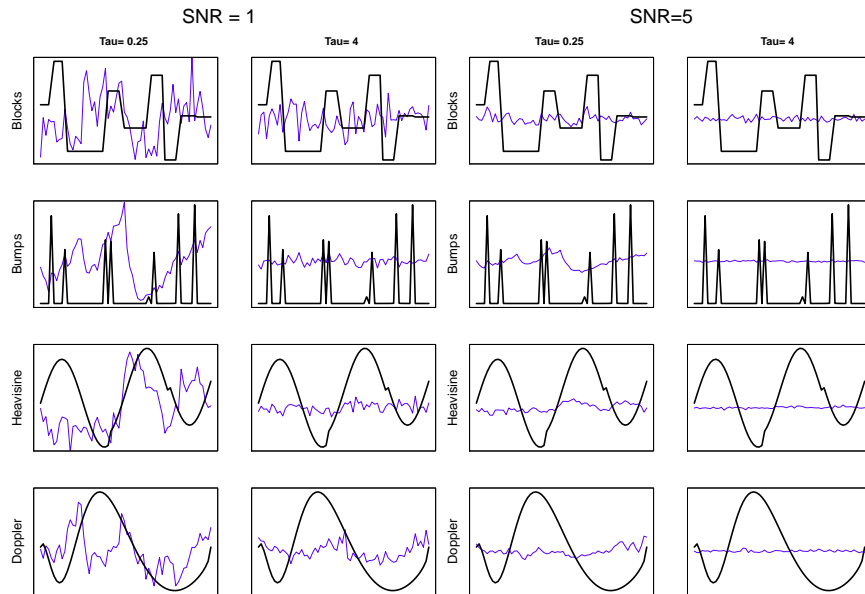 SNR = 1
SNR=5
Tau= 0.25
Tau= 4
Tau= 0.25
Tau= 4
Blocks
Blocks
Bumps
Bumps
Heavisine
Heavisine
Doppler
Doppler